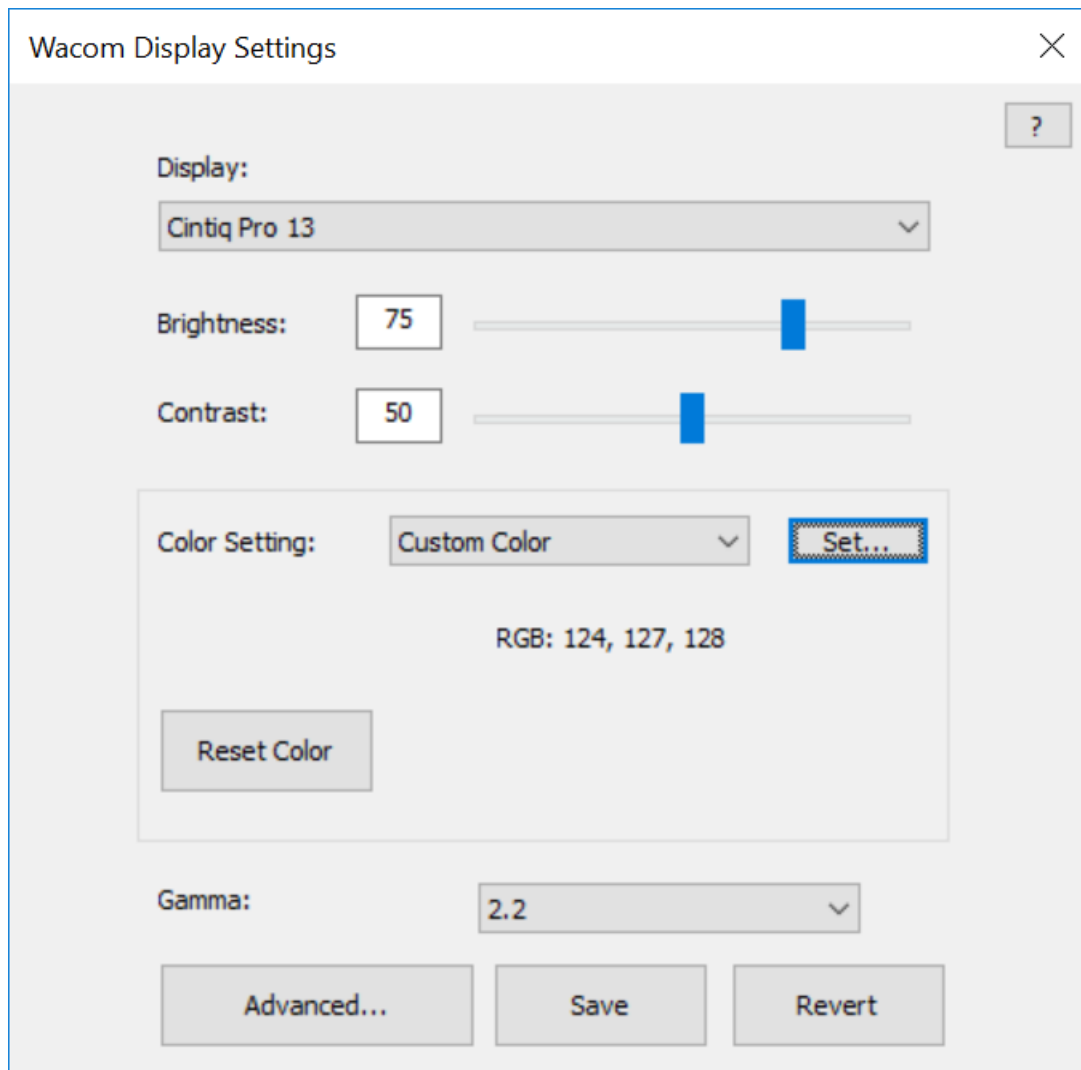 Wacom Display Settings
?
Display:
Cintiq Pro 13
Brightness: 75
Contrast: 50
Color Setting: Custom Color Set...
RGB: 124, 127, 128
Reset Color
Gamma: 2.2
Advanced... Save Revert